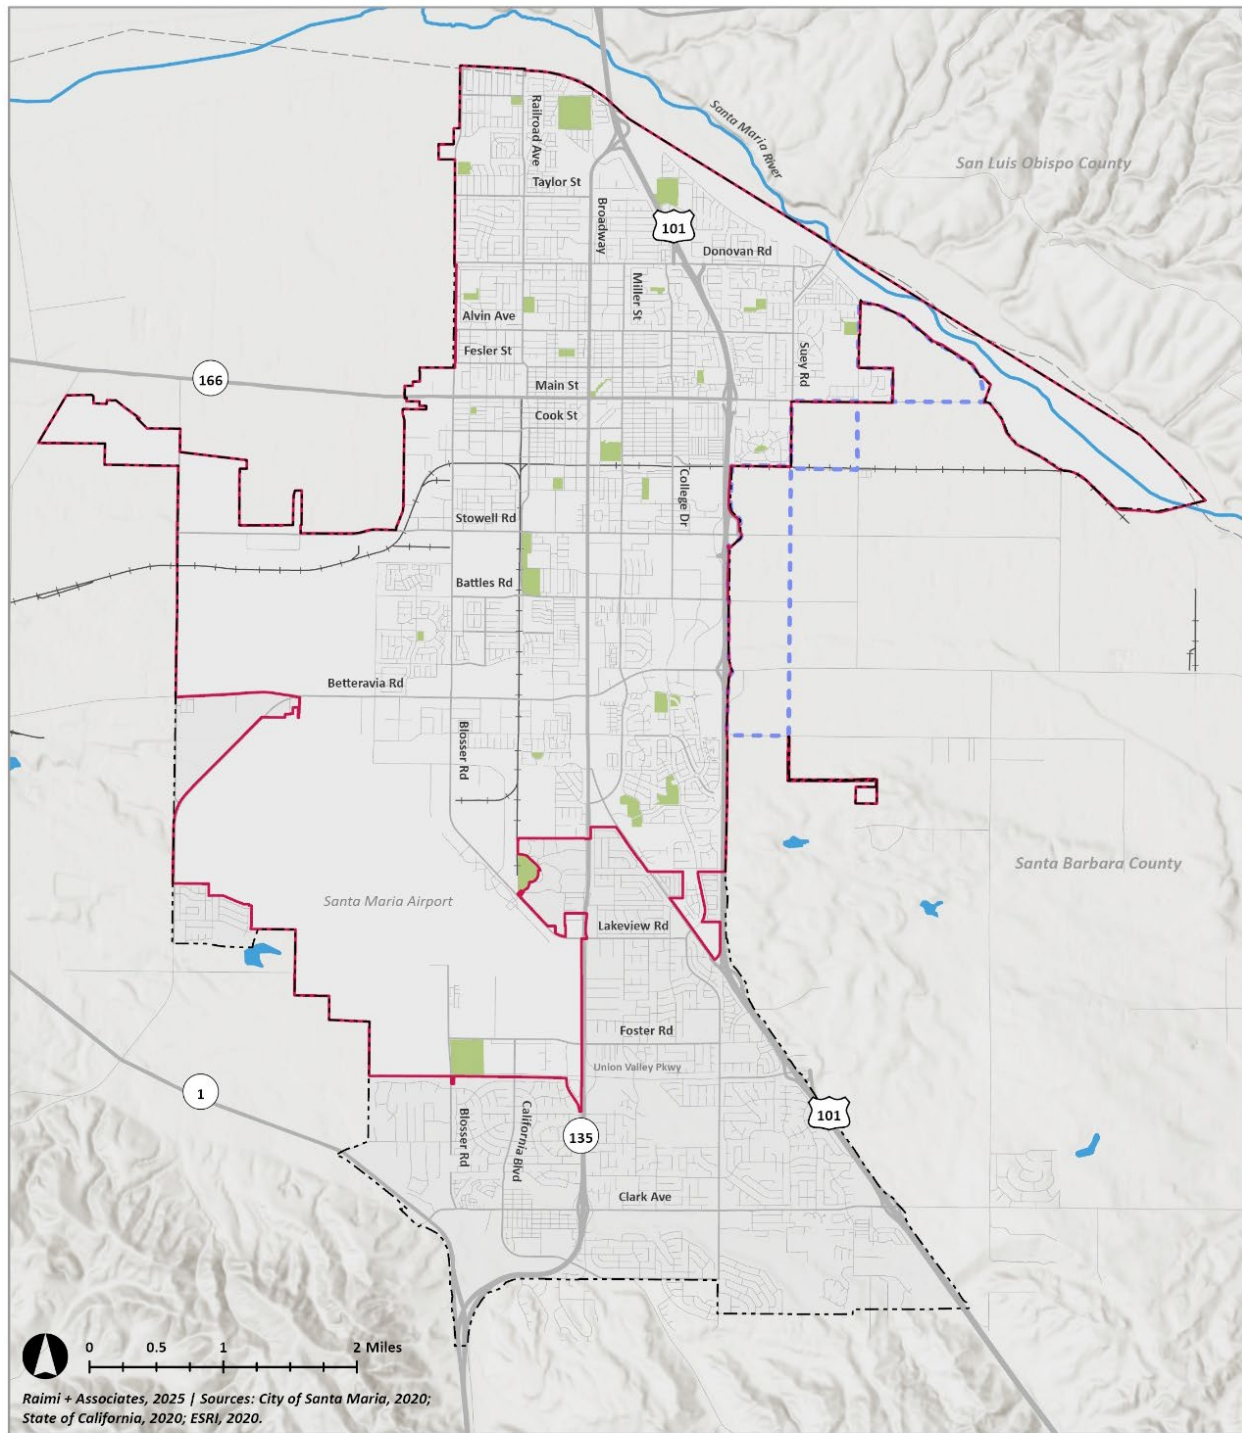 Santa Maria River
San Luis Obispo County
Railroad Ave
Taylor St
Broadway
101
Donovan Rd
Miller St
Alvin Ave
Fesler St
Suey Rd
166
Main St
Cook St
College Dr
Stowell Rd
Battles Rd
Betteravia Rd
Blosser Rd
Santa Barbara County
Santa Maria Airport
Lakeview Rd
Foster Rd
Union Valley Pkwy
1
101
135
Blosser Rd
California Blvd
Clark Ave
0 0.5 1 2 Miles
Raimi + Associates, 2025 | Sources: City of Santa Maria, 2020;
State of California, 2020; ESRI, 2020.